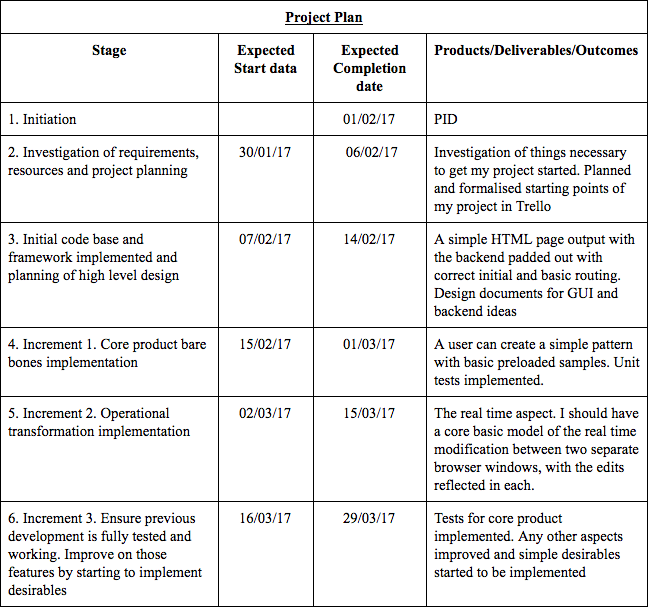 Project Plan
Stage
Expected
Start data
Expected
Completion
date
Products/Deliverables/Outcomes
1. Initiation
01/02/17
PID
2. Investigation of requirements,
resources and project planning
30/01/17
06/02/17
Investigation of things necessary
to get my project started. Planned
and formalised starting points of
my project in Trello
3. Initial code base and
framework implemented and
planning of high level design
07/02/17
14/02/17
A simple HTML page output with
the backend padded out with
correct initial and basic routing.
Design documents for GUI and
backend ideas
4. Increment 1. Core product bare
bones implementation
15/02/17
01/03/17
A user can create a simple pattern
with basic preloaded samples. Unit
tests implemented.
5. Increment 2. Operational
transformation implementation
02/03/17
15/03/17
The real time aspect. I should have
a core basic model of the real time
modification between two separate
browser windows, with the edits
reflected in each.
6. Increment 3. Ensure previous
development is fully tested and
working. Improve on those
features by starting to implement
desirables
16/03/17
29/03/17
Tests for core product
implemented. Any other aspects
improved and simple desirables
started to be implemented